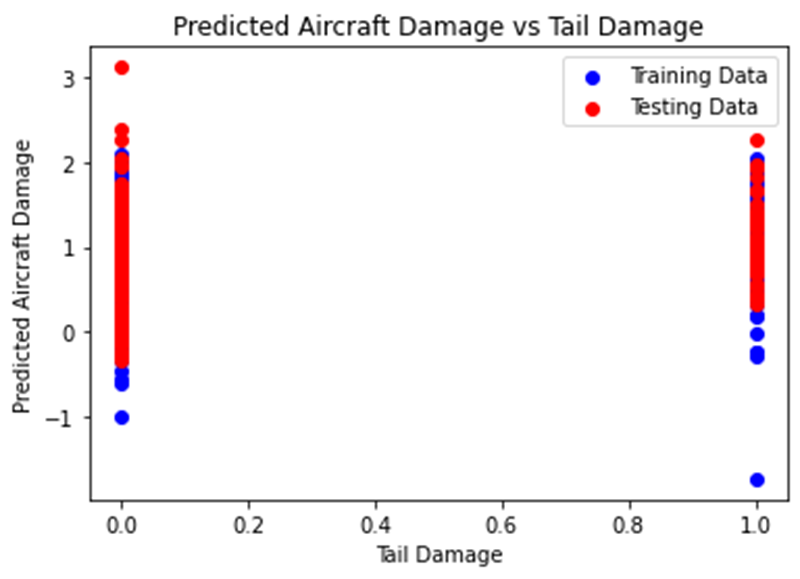 Predicted Aircraft Damage vs Tail Damage
Training Data
Testing Data
Predicted Aircraft Damage
3
2
1
0
−1
0.0 0.2 0.4 0.6 0.8 1.0
Tail Damage